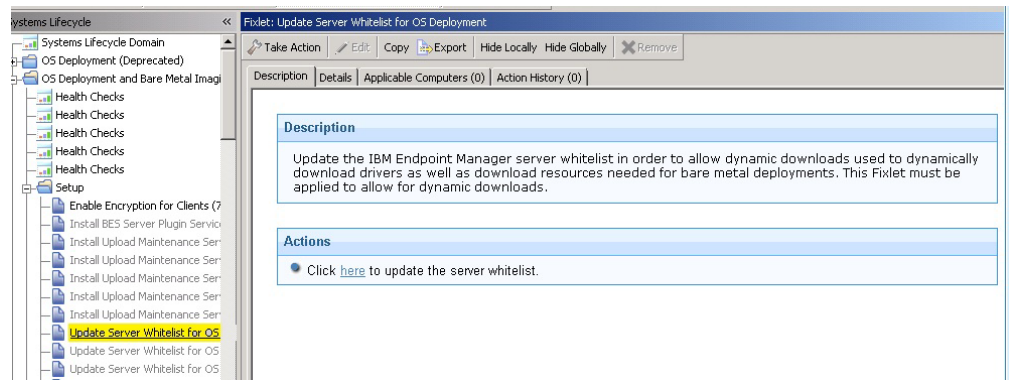 ystems Lifecycle «
Systems Lifecycle Domain
OS Deployment (Deprecated)
OS Deployment and Bare Metal Imagi
Health Checks
Health Checks
Health Checks
Health Checks
Health Checks
Setup
Enable Encryption for Clients (7
Install BES Server Plugin Servic
Install Upload Maintenance Ser
Install Upload Maintenance Ser
Install Upload Maintenance Ser
Install Upload Maintenance Ser
Install Upload Maintenance Ser
Update Server Whitelist for OS
Update Server Whitelist for OS
Update Server Whitelist for OS
Fixlet: Update Server Whitelist for OS Deployment
Take Action Edit Copy Export Hide Locally Hide Globally Remove
Description Details Applicable Computers (0) Action History (0)
Description
Update the IBM Endpoint Manager server whitelist in order to allow dynamic downloads used to dynamically
download drivers as well as download resources needed for bare metal deployments. This Fixlet must be
applied to allow for dynamic downloads.
Actions
Click here to update the server whitelist.